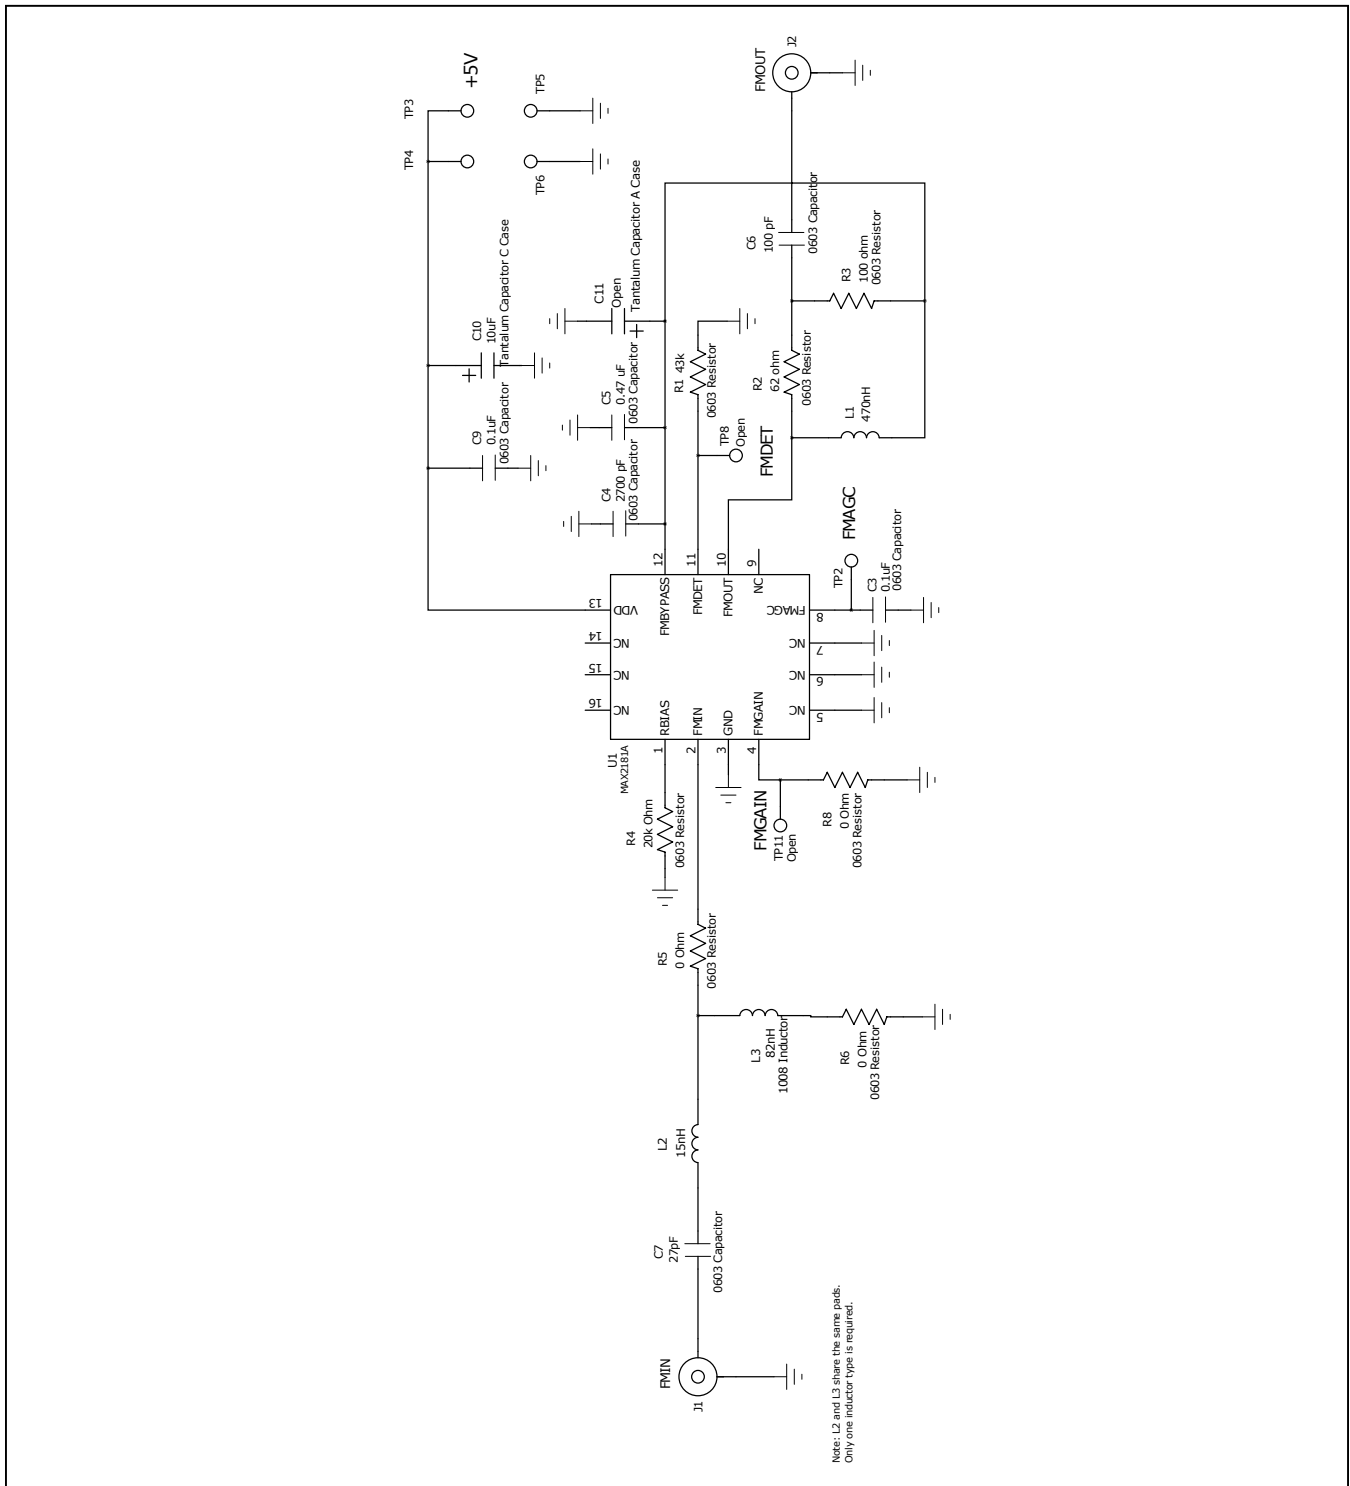 J2
FMOUT
+5V
TP3
TP5
TP4
TP6
C10
10uF
Tantalum Capacitor C Case
C9
0.1uF
0603 Capacitor
C11
Open
Tantalum Capacitor A Case
C5
0.47 uF
0603 Capacitor
C4
2700 pF
0603 Capacitor
R1 43k
0603 Resistor
TP8
Open
FMDET
C6
100 pF
0603 Capacitor
R3
100 ohm
0603 Resistor
R2
62 ohm
0603 Resistor
L1
470nH
FMAGC
TP2
C3
0.1uF
0603 Capacitor
12
11
10
9
FMBYPASS
FMDET
FMOUT
NC
13
14
15
16
VDD
NC
NC
NC
FMAGC
NC
NC
NC
8
7
6
5
RBIAS
FMIN
GND
FMGAIN
1
2
3
4
U1
MAX2181A
R4
20k Ohm
0603 Resistor
FMGAIN
TP11
Open
R8
0 Ohm
0603 Resistor
R5
0 Ohm
0603 Resistor
L3
82nH
1008 Inductor
R6
0 Ohm
0603 Resistor
L2
15nH
C7
27pF
0603 Capacitor
FMIN
J1
Note: L2 and L3 share the same pads.
Only one inductor type is required.